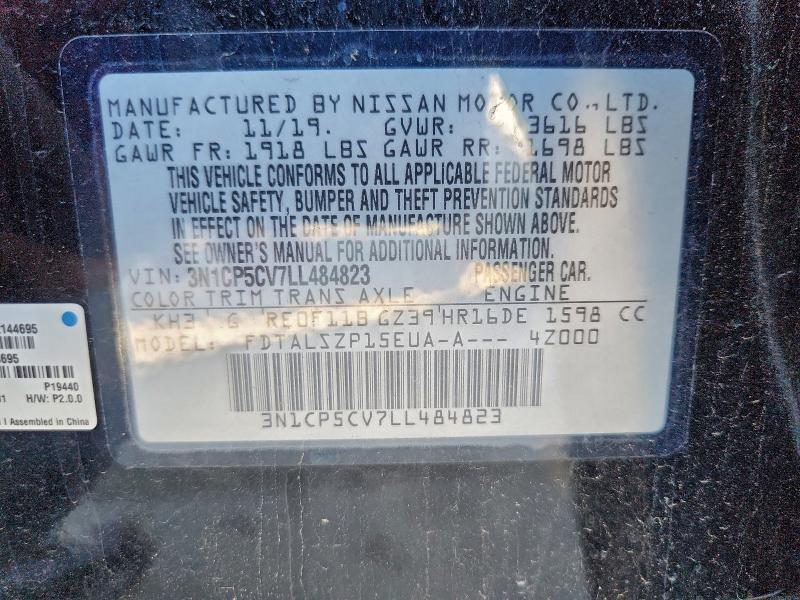 MANUFACTURED BY NISSAN MOTOR CO., LTD.
DATE: 11/19. GVWR: 3616 LBS
GAWR FR: 1918 LBS GAWR RR: 1698 LBS
THIS VEHICLE CONFORMS TO ALL APPLICABLE FEDERAL MOTOR
VEHICLE SAFETY, BUMPER AND THEFT PREVENTION STANDARDS
IN EFFECT ON THE DATE OF MANUFACTURE SHOWN ABOVE.
SEE OWNER'S MANUAL FOR ADDITIONAL INFORMATION.
VIN: 3N1CP5CV7LL484823 PASSENGER CAR.
COLOR TRIM TRANS AXLE ENGINE
KH3 G RE0F11B GZ39 HR16DE 1598 CC
MODEL: FDTALSZP15EUA-A--- 4Z000
3N1CP5CV7LL484823
144695
695
P19440
H/W: P2.0.0
Assembled in China